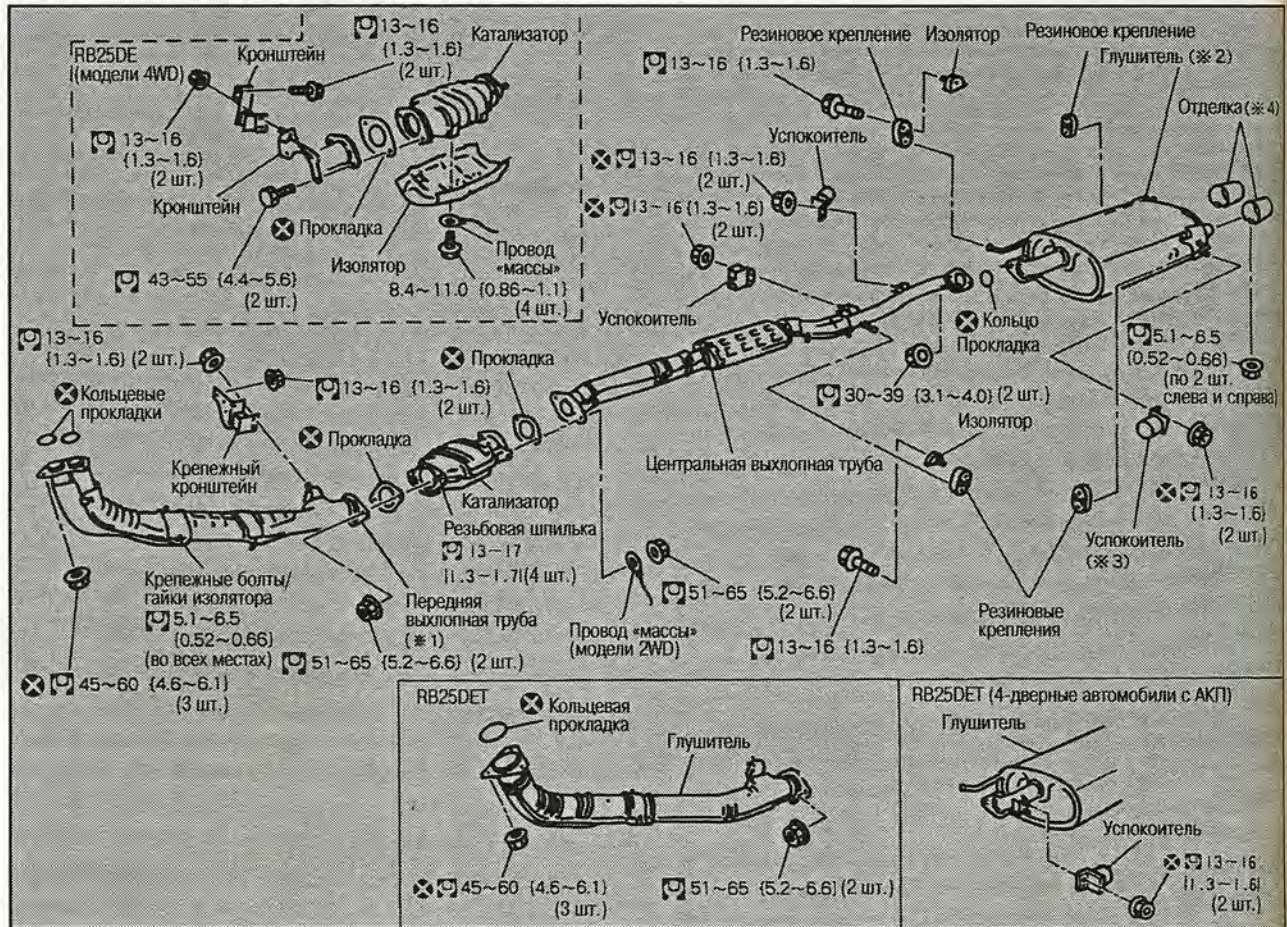 RB25DE
(модели 4WD)
Кронштейн
13~16
{1.3~1.6}
(2 шт.)
Катализатор
13~16
{1.3~1.6}
(2 шт.)
Кронштейн
Прокладка
43~55 {4.4~5.6}
(2 шт.)
Изолятор
Провод
«массы»
8.4~11.0 {0.86~1.1}
(4 шт.)
Резиновое крепление
Изолятор
13~16 {1.3~1.6}
Резиновое крепление
Глушитель (※2)
Отделка (※4)
Успокоитель
13~16 {1.3~1.6}
(2 шт.)
13~16 {1.3~1.6}
(2 шт.)
Успокоитель
Кольцо
Прокладка
5.1~6.5
{0.52~0.66}
(по 2 шт.
слева и справа)
30~39 {3.1~4.0} (2 шт.)
Изолятор
13~16
{1.3~1.6} (2 шт.)
Кольцевые
прокладки
13~16 {1.3~1.6}
(2 шт.)
Прокладка
Прокладка
Крепежный
кронштейн
Катализатор
Центральная выхлопная труба
Резьбовая шпилька
13~17
{1.3~1.7} (4 шт.)
Успокоитель
(※3)
13~16
{1.3~1.6}
(2 шт.)
Крепежные болты/
гайки изолятора
5.1~6.5
{0.52~0.66}
(во всех местах)
Передняя
выхлопная труба
(※1)
51~65 {5.2~6.6} (2 шт.)
Провод «массы»
(модели 2WD)
51~65 {5.2~6.6}
(2 шт.)
13~16 {1.3~1.6}
Резиновые
крепления
45~60 {4.6~6.1}
(3 шт.)
RB25DET
Кольцевая
прокладка
Глушитель
45~60 {4.6~6.1}
(3 шт.)
51~65 {5.2~6.6} (2 шт.)
RB25DET (4-дверные автомобили с АКП)
Глушитель
Успокоитель
13~16
{1.3~1.6}
(2 шт.)